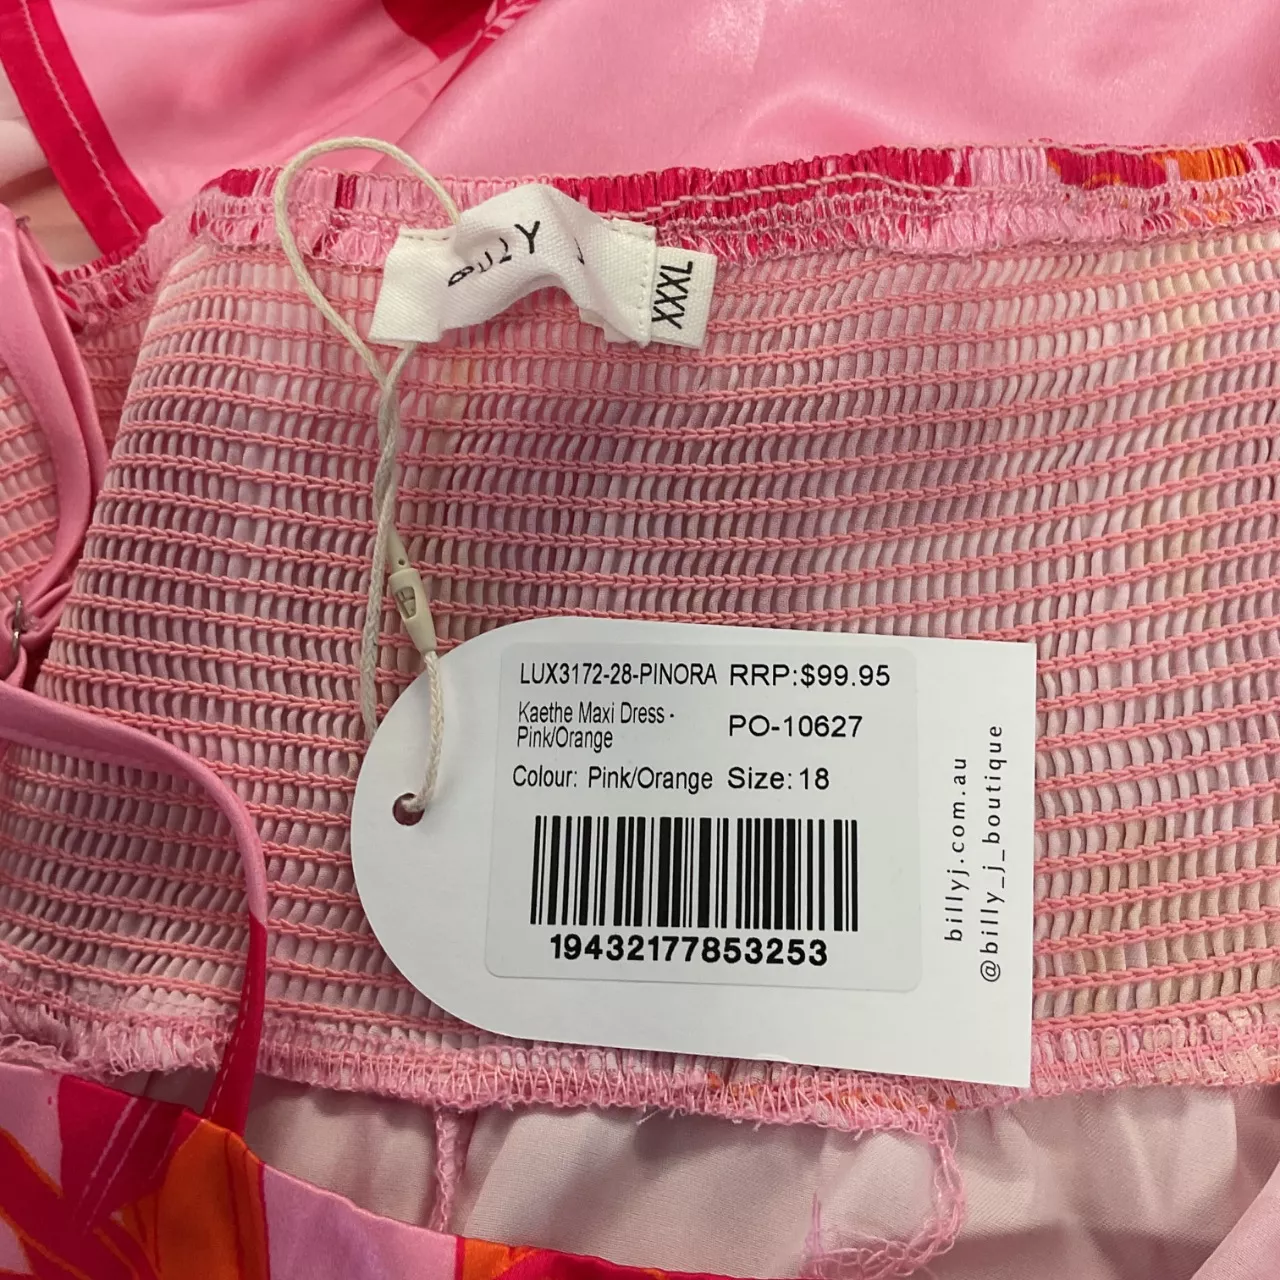 BILLY J
XXXL
LUX3172-28-PINORA RRP:$99.95
Kaethe Maxi Dress -
Pink/Orange
PO-10627
Colour: Pink/Orange Size: 18
19432177853253
billyj.com.au
@billy_j_boutique